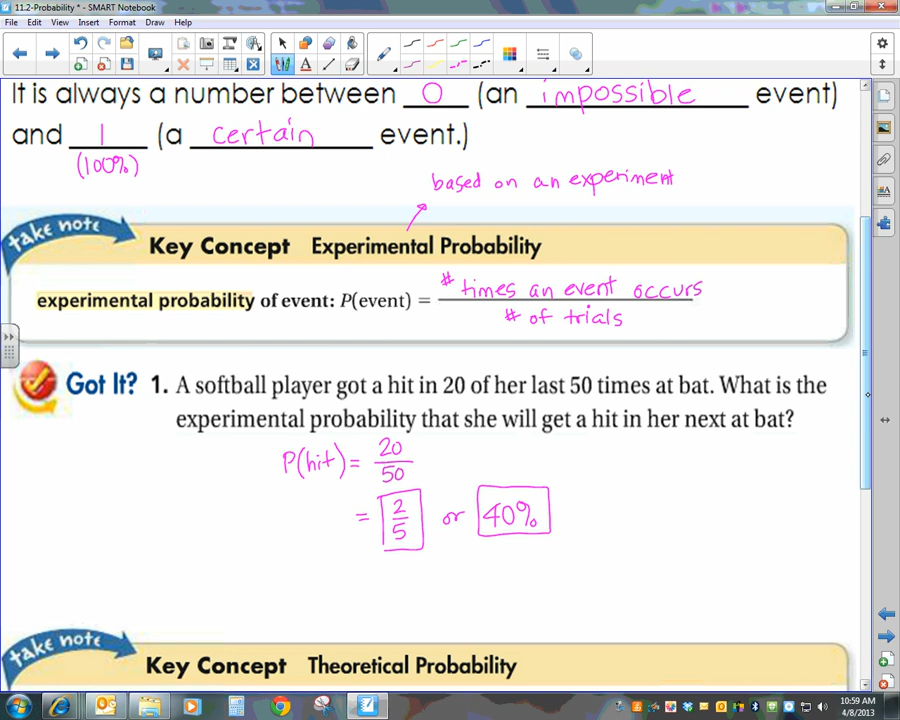 11.2-Probability * - SMART Notebook
File Edit View Insert Format Draw Help
It is always a number between 0 (an impossible event)
and 1 (a certain event.)
(100%)
based on an experiment
take note
Key Concept Experimental Probability
experimental probability of event: P(event) = # times an event occurs
# of trials
Got It? 1. A softball player got a hit in 20 of her last 50 times at bat. What is the
experimental probability that she will get a hit in her next at bat?
P(hit) = 20
50
= 2 or 40%
5
take note
Key Concept Theoretical Probability
10:59 AM
4/8/2013